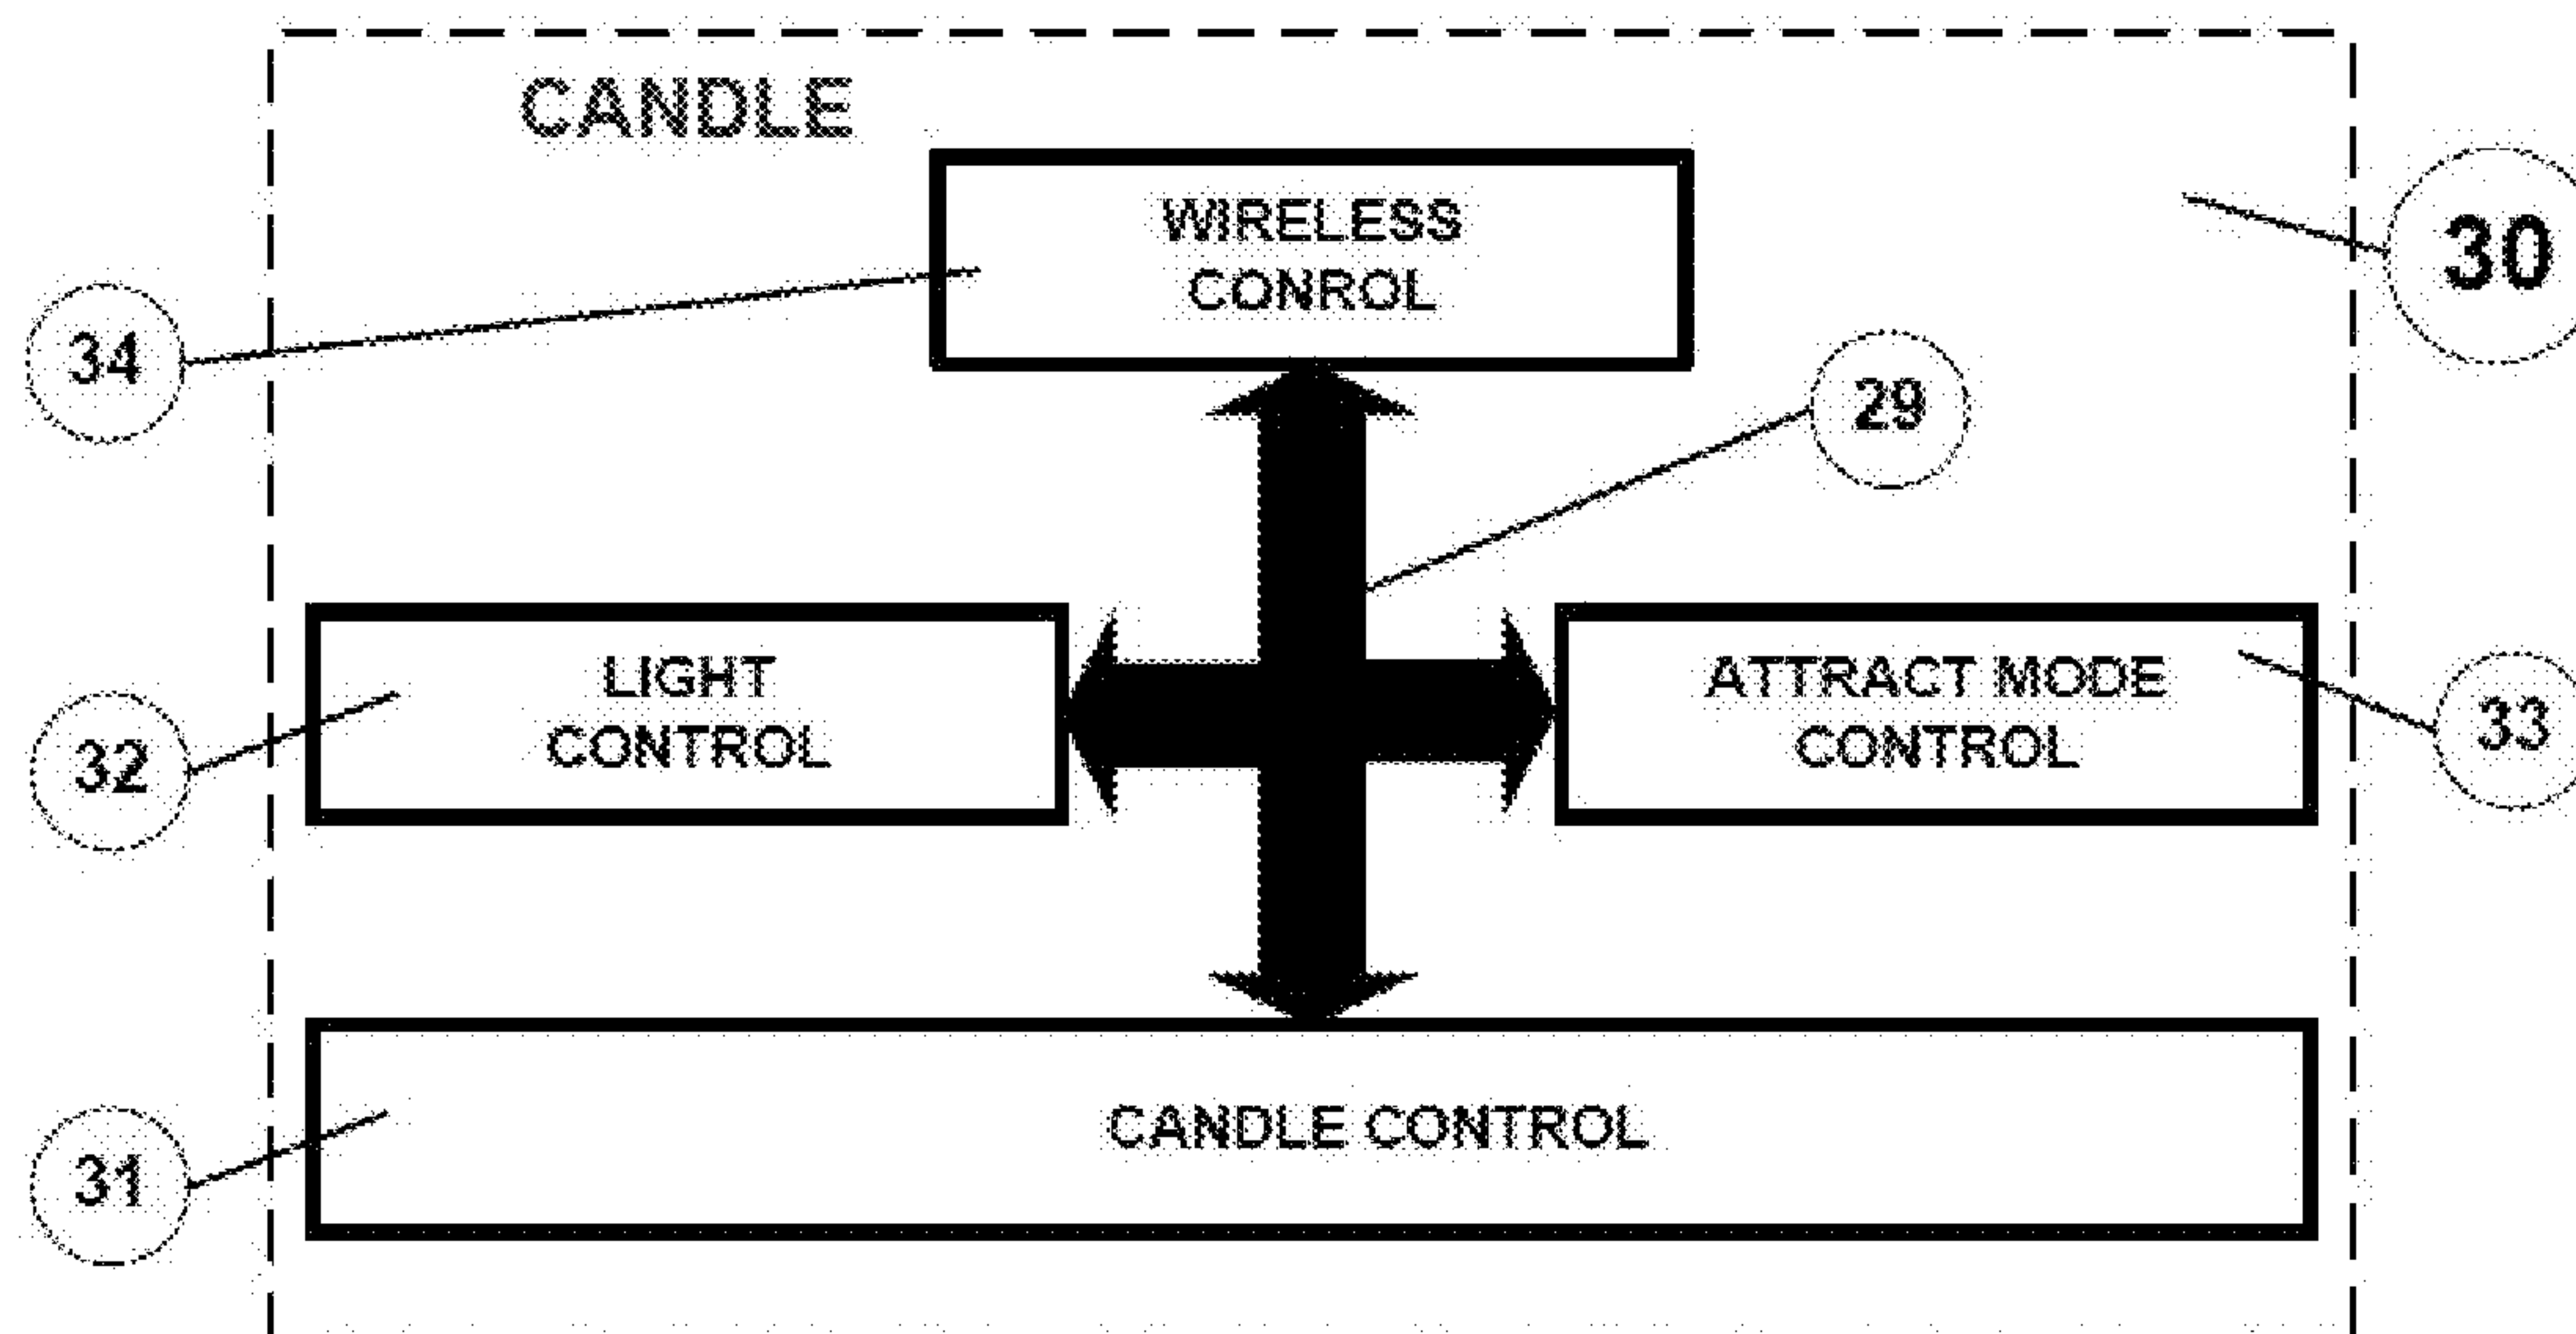 CANDLE
WIRELESS
CONROL
30
34
29
LIGHT
CONTROL
ATTRACT MODE
CONTROL
32
33
CANDLE CONTROL
31